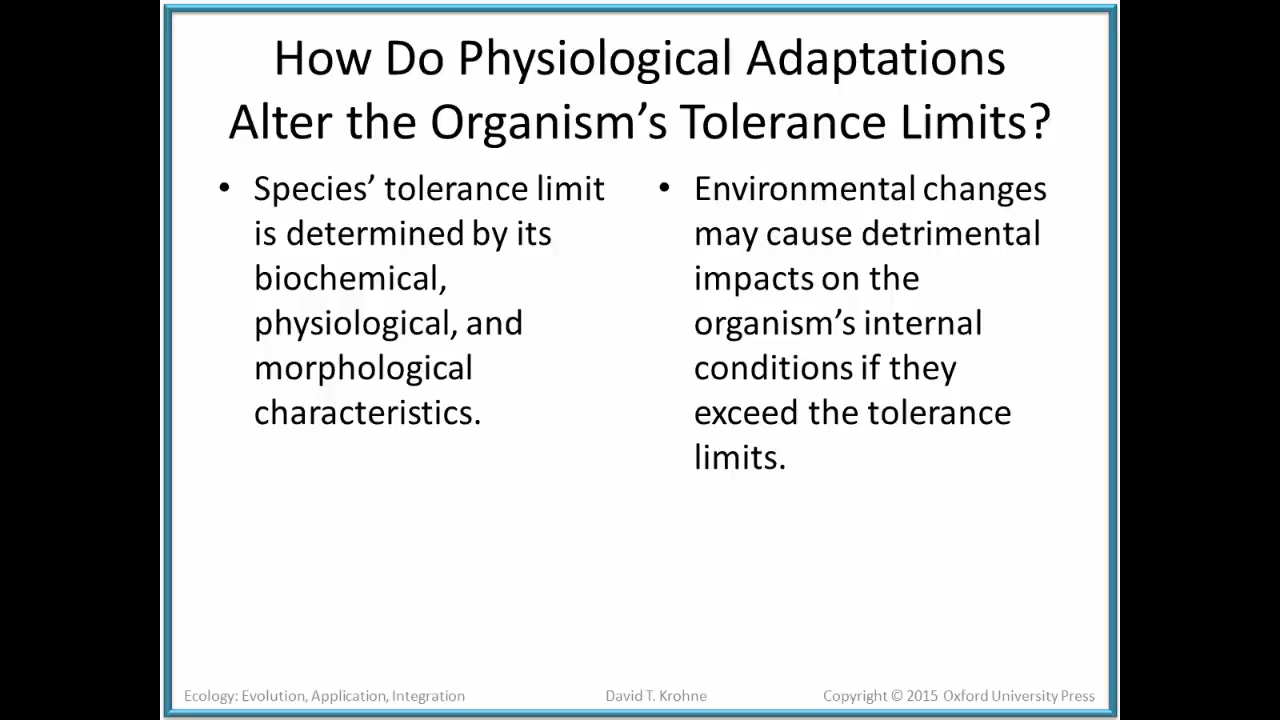 How Do Physiological Adaptations
Alter the Organism’s Tolerance Limits?
• Species’ tolerance limit
is determined by its
biochemical,
physiological, and
morphological
characteristics.
• Environmental changes
may cause detrimental
impacts on the
organism’s internal
conditions if they
exceed the tolerance
limits.
Ecology: Evolution, Application, Integration David T. Krohne Copyright © 2015 Oxford University Press